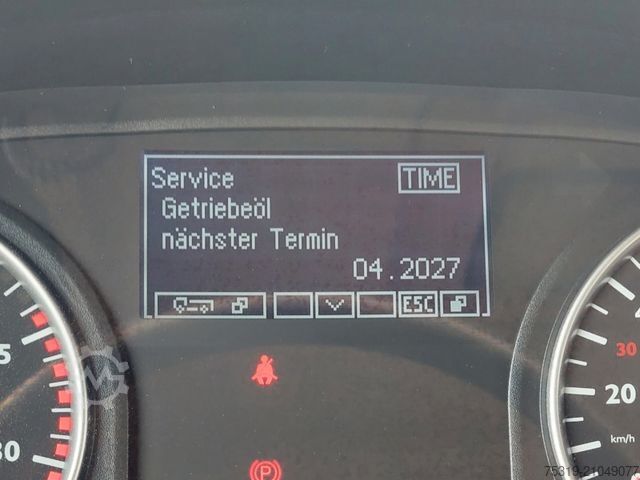 Service TIME
Getriebeöl
nächster Termin
04.2027
ESC
5
30
30
20
km/h
P
75319.21049077